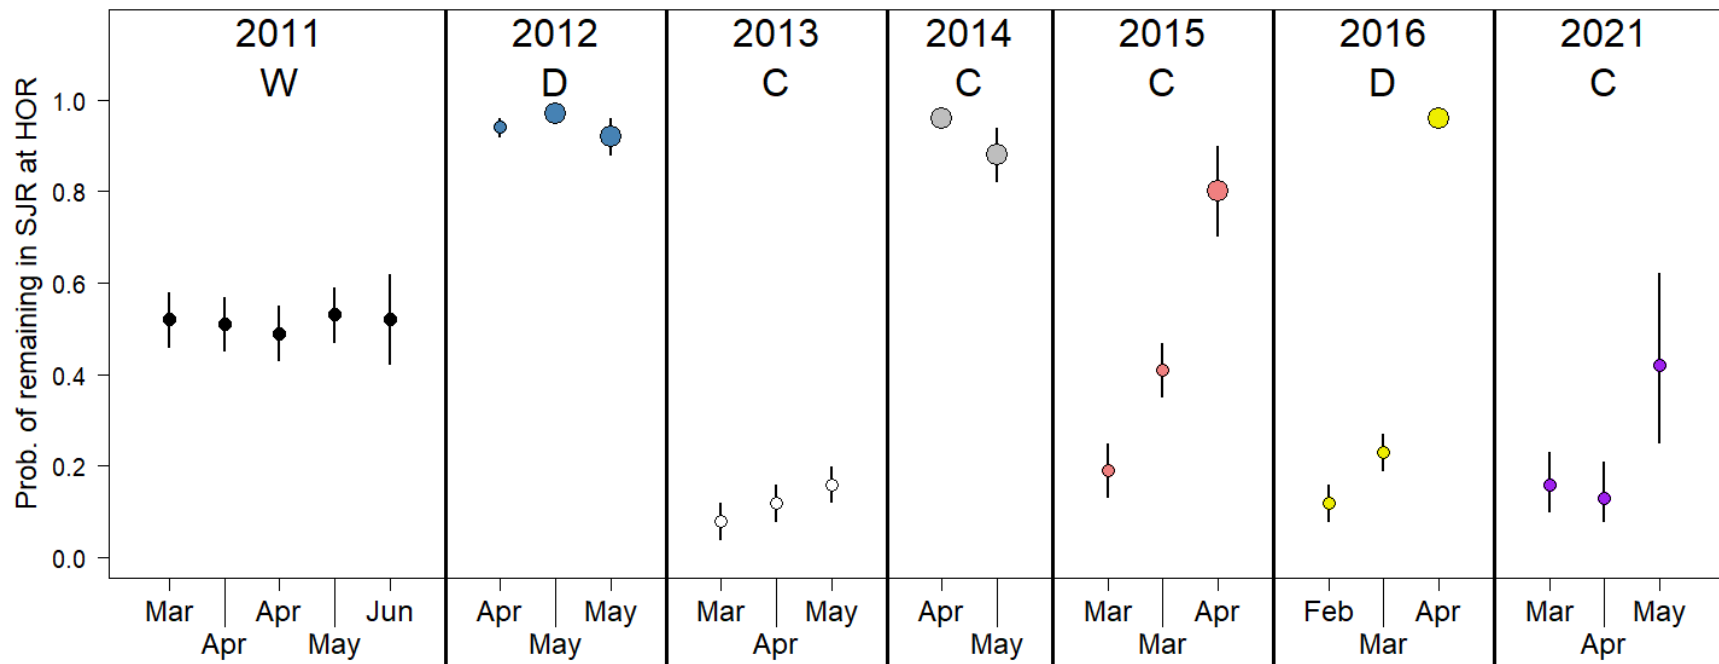 2011 2012 2013 2014 2015 2016 2021
W D C C C D C
Prob. of remaining in SJR at HOR
1.0
0.8
0.6
0.4
0.2
0.0
Mar Apr Jun Apr May Mar May Apr Mar Apr Feb Apr Mar May
Apr May May Apr May Mar Mar Apr